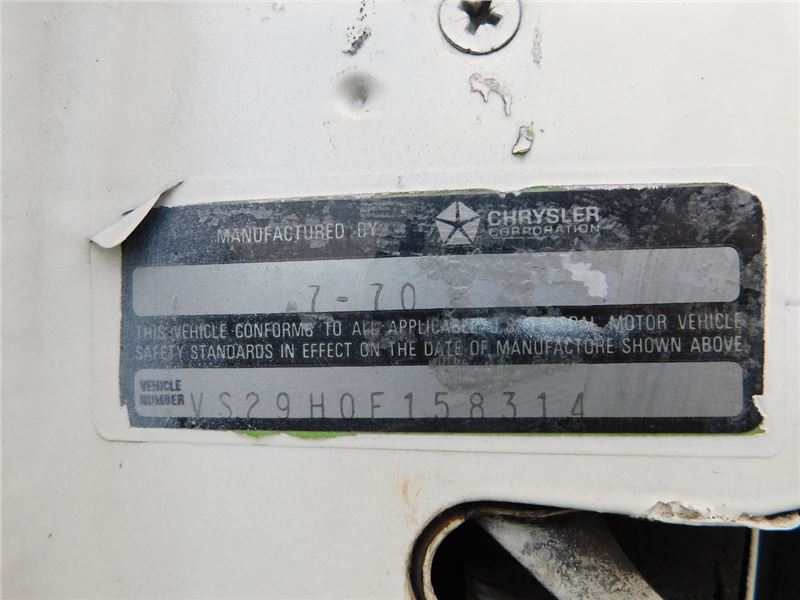 MANUFACTURED BY CHRYSLER
CORPORATION
7-70
THIS VEHICLE CONFORMS TO ALL MOTOR VEHICLE
SAFETY STANDARDS IN EFFECT ON THE DATE OF MANUFACTURE SHOWN ABOVE
VEHICLE
NUMBER
VS29H0F158314